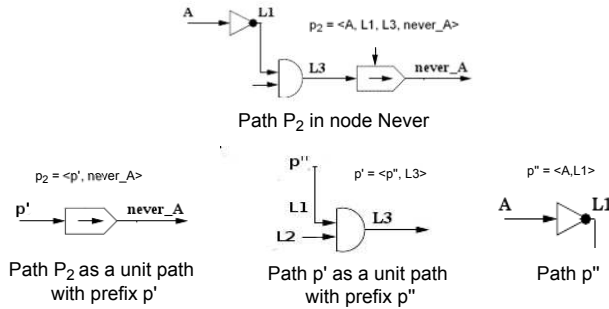 A
L1
p₂ = <A, L1, L3, never_A>
L3
never_A
Path P₂ in node Never
p₂ = <p', never_A>
p'
never_A
Path P₂ as a unit path
with prefix p'
p"
p' = <p", L3>
L1
L2
L3
Path p' as a unit path
with prefix p"
p" = <A,L1>
A
L1
Path p"